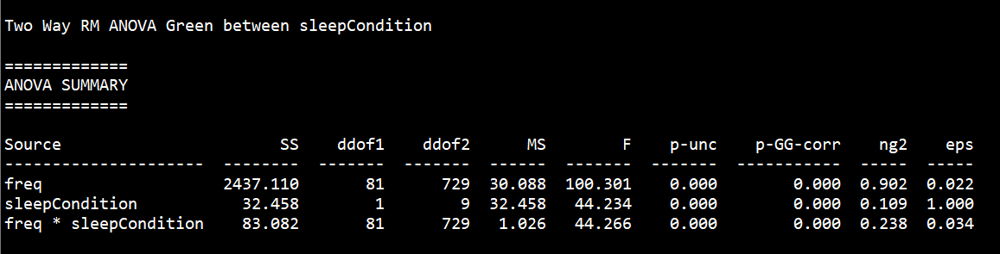 Two Way RM ANOVA Green between sleepCondition
=============
ANOVA SUMMARY
=============
Source                       SS    ddof1    ddof2      MS        F    p-unc    p-GG-corr    ng2    eps
---------------------  --------  -------  -------  ------  -------  -------  -----------  -----  -----
freq                   2437.110       81      729  30.088  100.301    0.000        0.000  0.902  0.022
sleepCondition           32.458        1        9  32.458   44.234    0.000        0.000  0.109  1.000
freq * sleepCondition    83.082       81      729   1.026   44.266    0.000        0.000  0.238  0.034